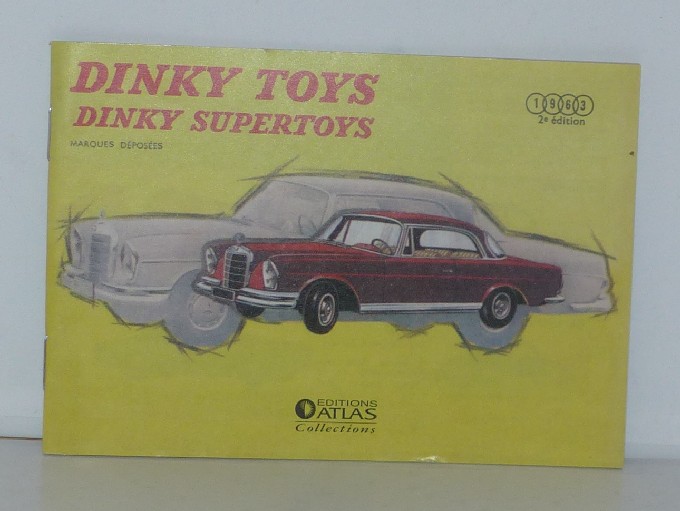 DINKY TOYS
DINKY SUPERTOYS
MARQUES DÉPOSÉES
1963
2e édition
EDITIONS
ATLAS
Collections